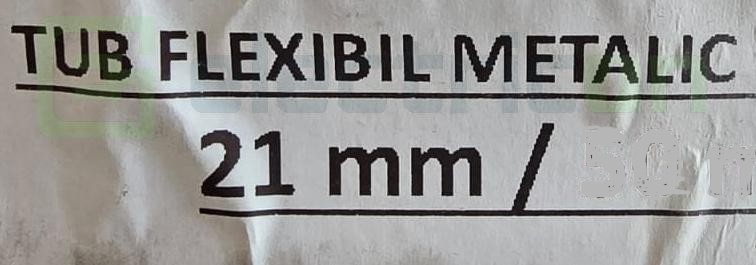 TUB FLEXIBIL METALIC
21 mm /